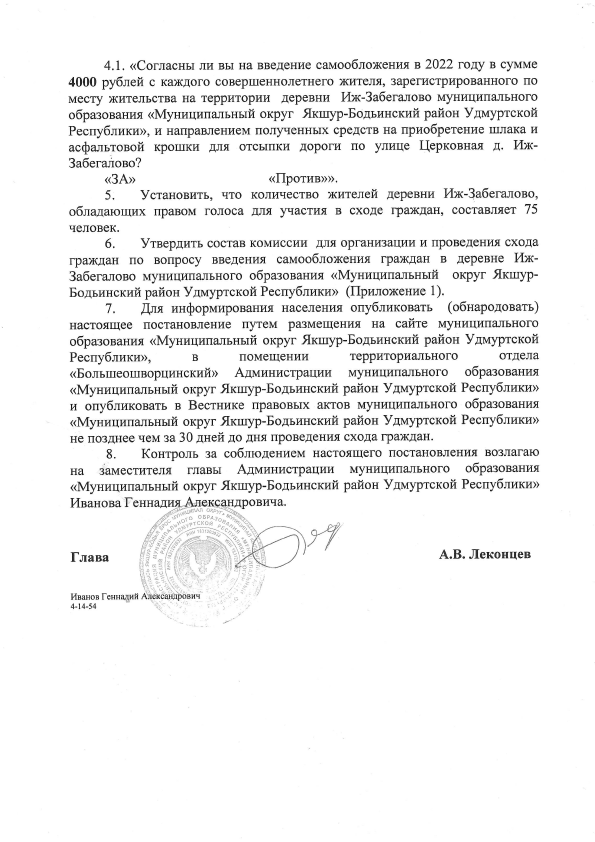 4.1. «Согласны ли вы на введение самообложения в 2022 году в сумме
4000 рублей с каждого совершеннолетнего жителя, зарегистрированного по
месту жительства на территории деревни Иж-Забегалово муниципального
образования «Муниципальный округ Якшур-Бодьинский район Удмуртской
Республики», и направлением полученных средств на приобретение шлака и
асфальтовой крошки для отсыпки дороги по улице Церковная д. Иж-
Забегалово?
«ЗА» «Против»».
5. Установить, что количество жителей деревни Иж-Забегалово,
обладающих правом голоса для участия в сходе граждан, составляет 75
человек.
6. Утвердить состав комиссии для организации и проведения схода
граждан по вопросу введения самообложения граждан в деревне Иж-
Забегалово муниципального образования «Муниципальный округ Якшур-
Бодьинский район Удмуртской Республики» (Приложение 1).
7. Для информирования населения опубликовать (обнародовать)
настоящее постановление путем размещения на сайте муниципального
образования «Муниципальный округ Якшур-Бодьинский район Удмуртской
Республики», в помещении территориального отдела
«Большеошворцинский» Администрации муниципального образования
«Муниципальный округ Якшур-Бодьинский район Удмуртской Республики»
и опубликовать в Вестнике правовых актов муниципального образования
«Муниципальный округ Якшур-Бодьинский район Удмуртской Республики»
не позднее чем за 30 дней до дня проведения схода граждан.
8. Контроль за соблюдением настоящего постановления возлагаю
на заместителя главы Администрации муниципального образования
«Муниципальный округ Якшур-Бодьинский район Удмуртской Республики»
Иванова Геннадия Александровича.
Глава А.В. Леконцев
Иванов Геннадий Александрович
4-14-54